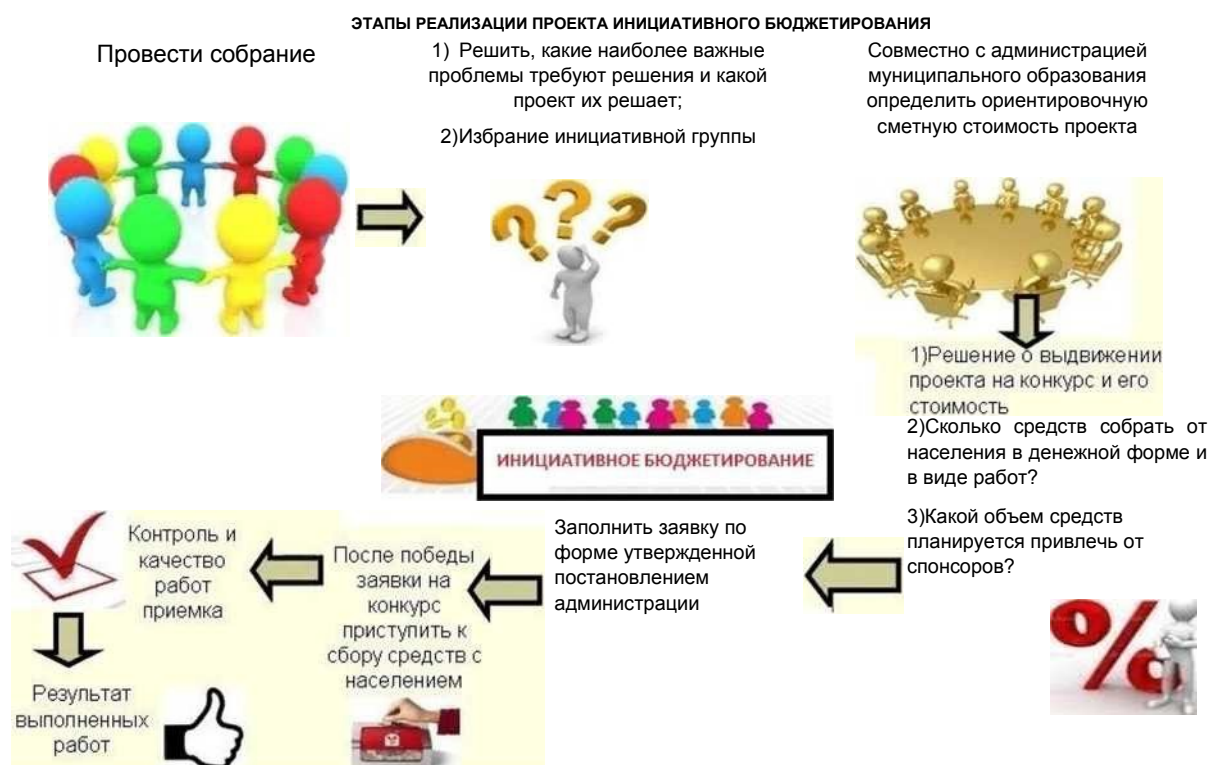 ЭТАПЫ РЕАЛИЗАЦИИ ПРОЕКТА ИНИЦИАТИВНОГО БЮДЖЕТИРОВАНИЯ
Провести собрание
1) Решить, какие наиболее важные
проблемы требуют решения и какой
проект их решает;
2)Избрание инициативной группы
Совместно с администрацией
муниципального образования
определить ориентировочную
сметную стоимость проекта
1)Решение о выдвижении
проекта на конкурс и его
стоимость
2)Сколько средств собрать от
населения в денежной форме и
в виде работ?
3)Какой объем средств
планируется привлечь от
спонсоров?
ИНИЦИАТИВНОЕ БЮДЖЕТИРОВАНИЕ
Заполнить заявку по
форме утвержденной
постановлением
администрации
После победы
заявки на
конкурс
приступить к
сбору средств с
населением
Контроль и
качество
работ
приемка
Результат
выполненных
работ
%